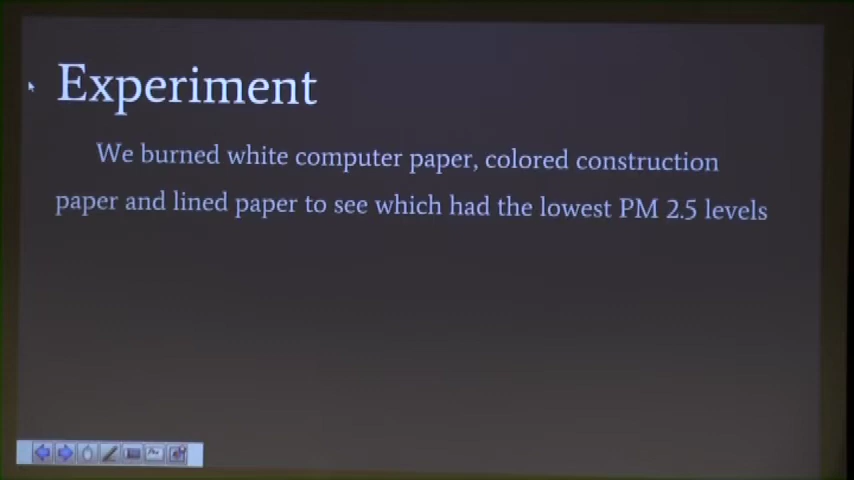 Experiment
We burned white computer paper, colored construction
paper and lined paper to see which had the lowest PM 2.5 levels